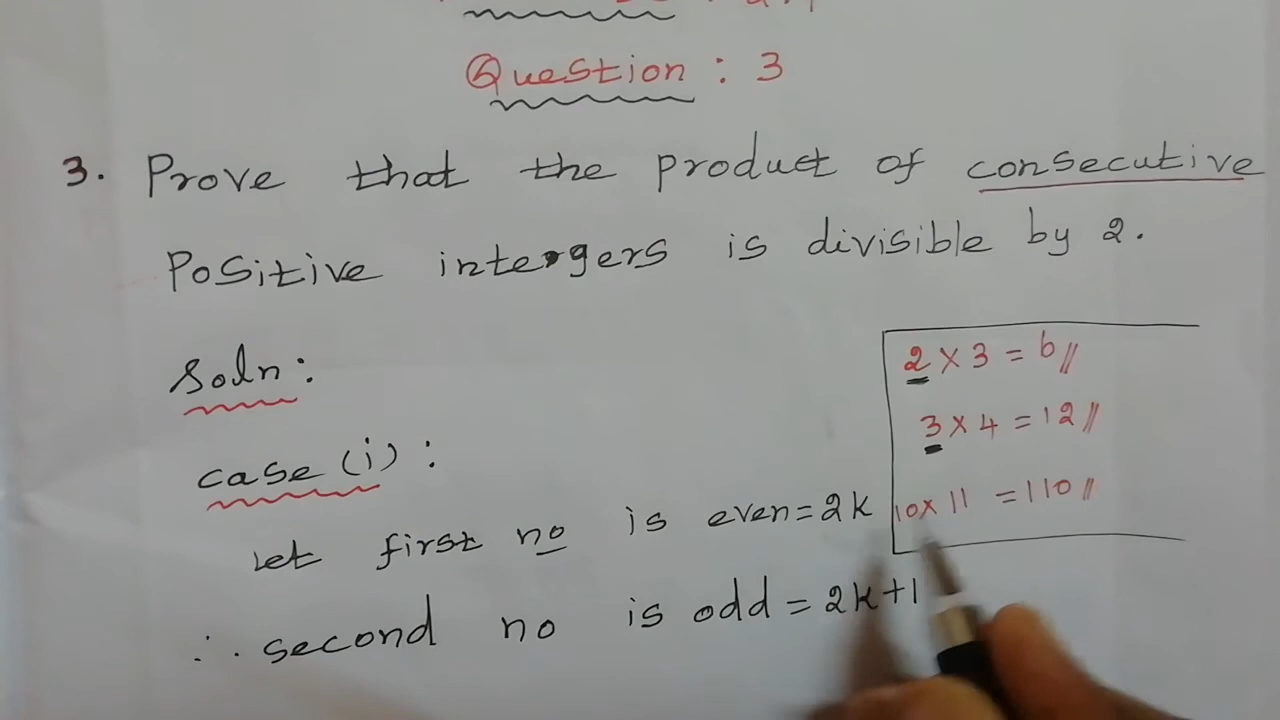 Question : 3
3. Prove that the product of consecutive
Positive intergers is divisible by 2.
Soln :
case (i) :
Let first no is even = 2k
∴ second no is odd = 2k+1
2 × 3 = 6//
3 × 4 = 12//
10 × 11 = 110//